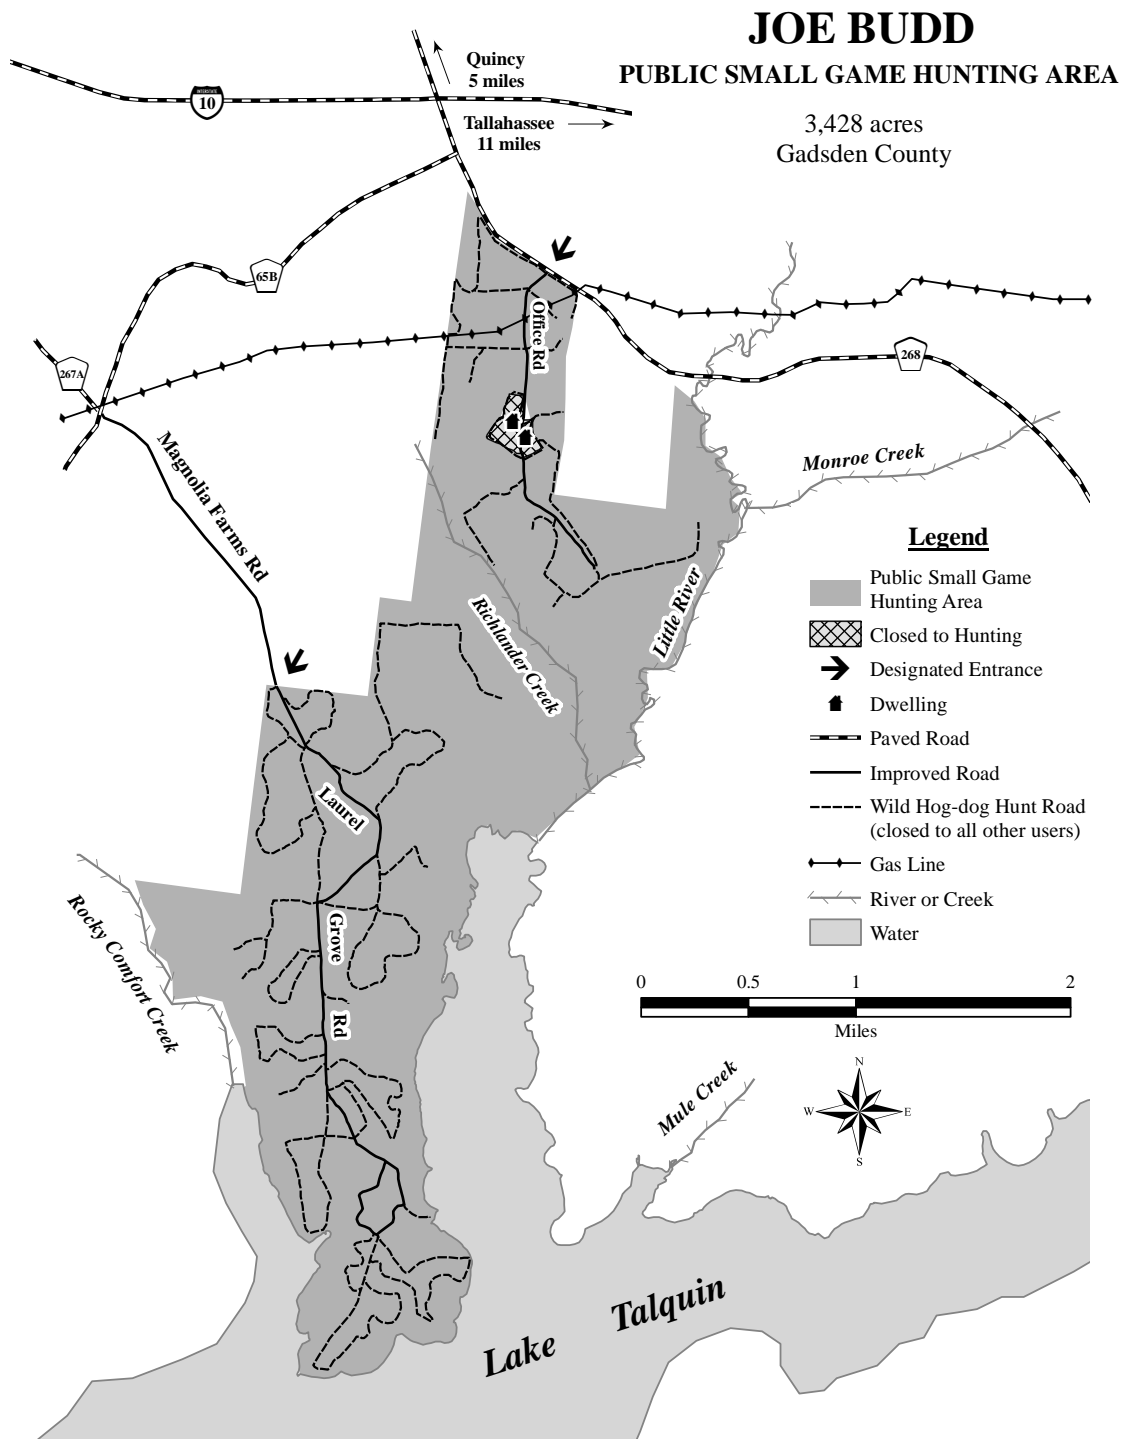 JOE BUDD
PUBLIC SMALL GAME HUNTING AREA
3,428 acres
Gadsden County
Quincy
5 miles
INTERSTATE
10
Tallahassee
11 miles
65B
267A
268
Office Rd
Magnolia Farms Rd
Monroe Creek
Little River
Richlander Creek
Laurel
Grove
Rd
Rocky Comfort Creek
Mule Creek
Lake Talquin
Legend
Public Small Game
Hunting Area
Closed to Hunting
Designated Entrance
Dwelling
Paved Road
Improved Road
Wild Hog-dog Hunt Road
(closed to all other users)
Gas Line
River or Creek
Water
0 0.5 1 2
Miles
N
W E
S